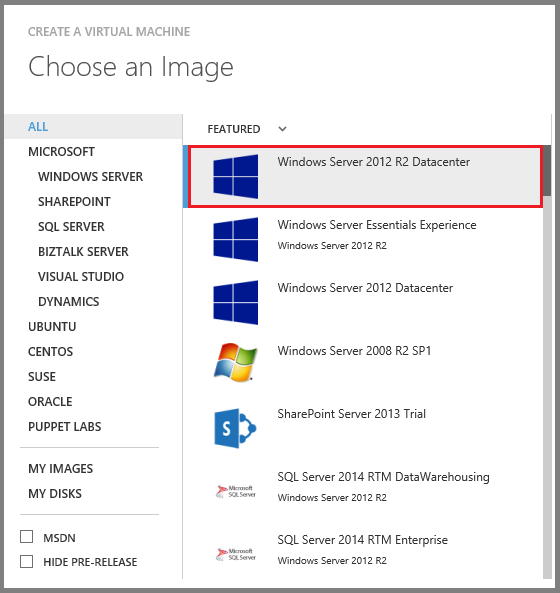 CREATE A VIRTUAL MACHINE
Choose an Image
ALL
MICROSOFT
WINDOWS SERVER
SHAREPOINT
SQL SERVER
BIZTALK SERVER
VISUAL STUDIO
DYNAMICS
UBUNTU
CENTOS
SUSE
ORACLE
PUPPET LABS
MY IMAGES
MY DISKS
MSDN
HIDE PRE-RELEASE
FEATURED
Windows Server 2012 R2 Datacenter
Windows Server Essentials Experience
Windows Server 2012 R2
Windows Server 2012 Datacenter
Windows Server 2008 R2 SP1
S
SharePoint Server 2013 Trial
Microsoft
SQL Server
SQL Server 2014 RTM DataWarehousing
Windows Server 2012 R2
Microsoft
SQL Server
SQL Server 2014 RTM Enterprise
Windows Server 2012 R2